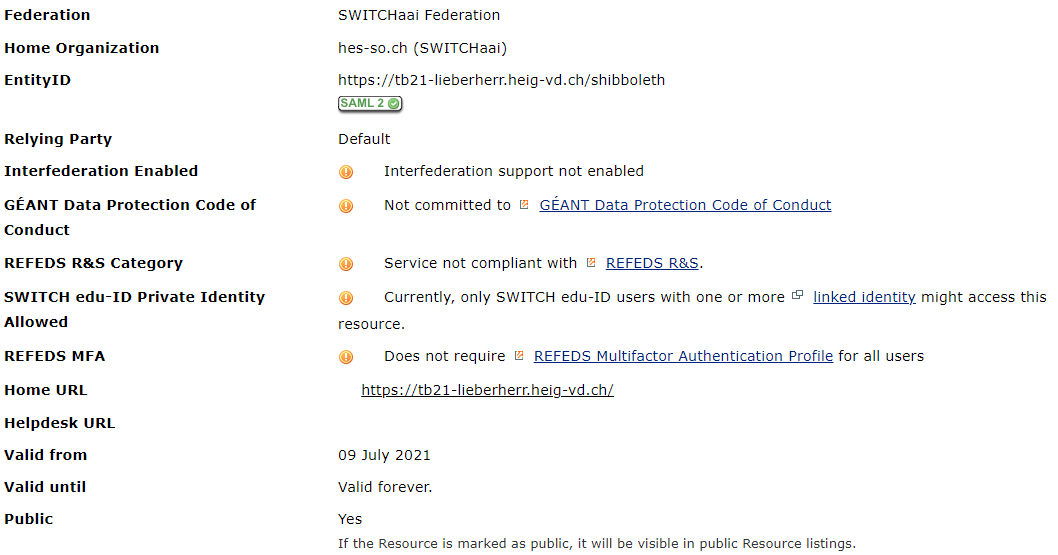 Federation SWITCHaai Federation
Home Organization hes-so.ch (SWITCHaai)
EntityID https://tb21-lieberherr.heig-vd.ch/shibboleth
SAML 2
Relying Party Default
Interfederation Enabled Interfederation support not enabled
GÉANT Data Protection Code of Not committed to GÉANT Data Protection Code of Conduct
Conduct
REFEDS R&S Category Service not compliant with REFEDS R&S.
SWITCH edu-ID Private Identity Currently, only SWITCH edu-ID users with one or more linked identity might access this
Allowed resource.
REFEDS MFA Does not require REFEDS Multifactor Authentication Profile for all users
Home URL https://tb21-lieberherr.heig-vd.ch/
Helpdesk URL
Valid from 09 July 2021
Valid until Valid forever.
Public Yes
If the Resource is marked as public, it will be visible in public Resource listings.